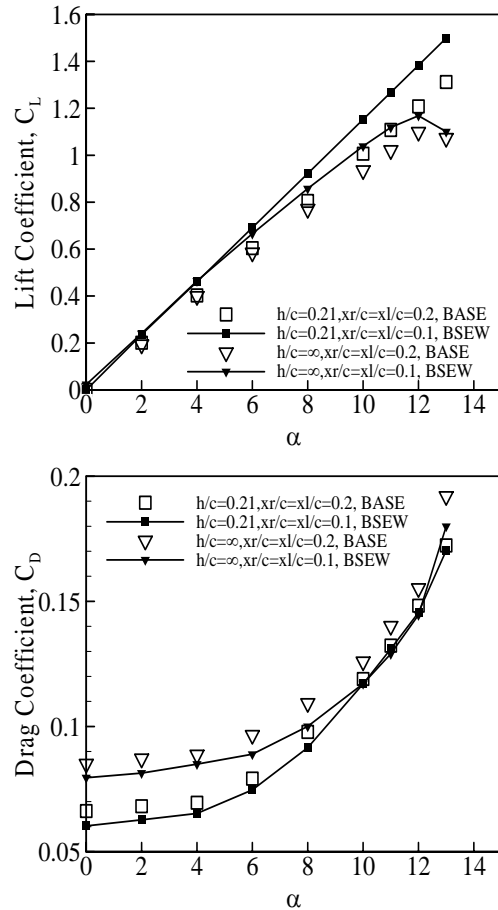 1.6
1.4
1.2
1
0.8
0.6
0.4
0.2
0
Lift Coefficient, C_L
h/c=0.21,xr/c=xl/c=0.2, BASE
h/c=0.21,xr/c=xl/c=0.1, BSEW
h/c=∞,xr/c=xl/c=0.2, BASE
h/c=∞,xr/c=xl/c=0.1, BSEW
0 2 4 6 8 10 12 14
α
0.2
0.15
0.1
0.05
Drag Coefficient, C_D
h/c=0.21,xr/c=xl/c=0.2, BASE
h/c=0.21,xr/c=xl/c=0.1, BSEW
h/c=∞,xr/c=xl/c=0.2, BASE
h/c=∞,xr/c=xl/c=0.1, BSEW
0 2 4 6 8 10 12 14
α